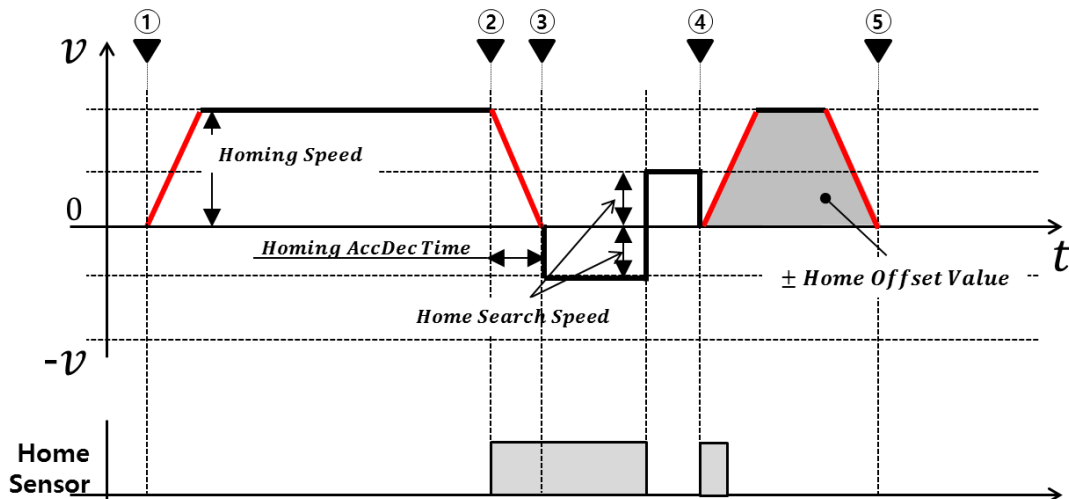 ① ② ③ ④ ⑤
v
Homing Speed
0
Homing AccDec Time
t
± Home Offset Value
Home Search Speed
-v
Home
Sensor